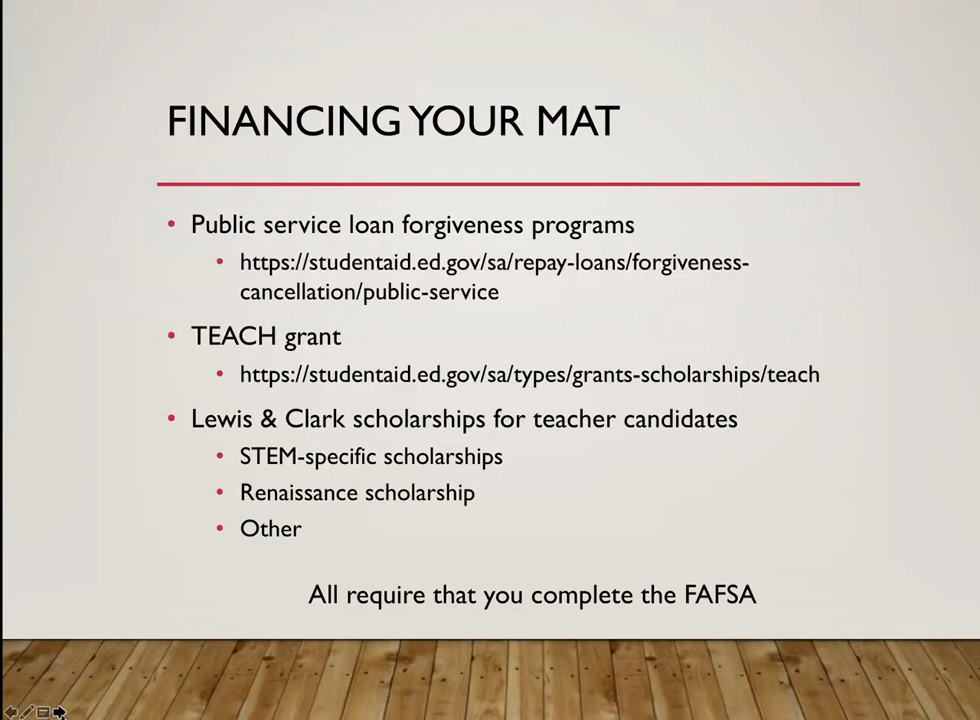 FINANCING YOUR MAT
• Public service loan forgiveness programs
• https://studentaid.ed.gov/sa/repay-loans/forgiveness-
cancellation/public-service
• TEACH grant
• https://studentaid.ed.gov/sa/types/grants-scholarships/teach
• Lewis & Clark scholarships for teacher candidates
• STEM-specific scholarships
• Renaissance scholarship
• Other
All require that you complete the FAFSA